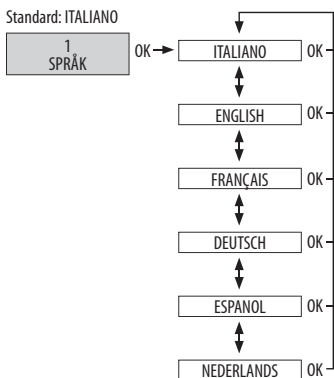 Standard: ITALIANO
1
SPRÅK
OK
ITALIANO OK
ENGLISH OK
FRANÇAIS OK
DEUTSCH OK
ESPANOL OK
NEDERLANDS OK